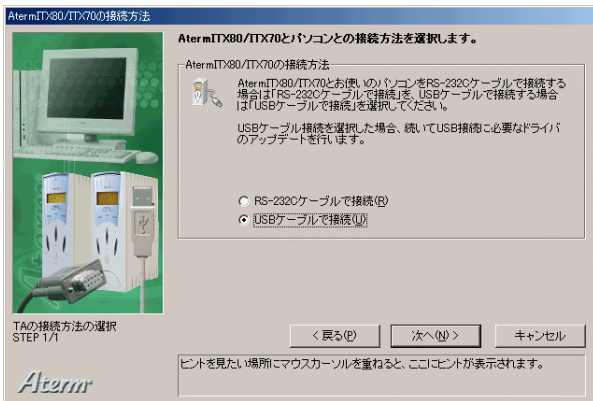 AtermITX80/ITX70の接続方法
AtermITX80/ITX70とパソコンとの接続方法を選択します。
AtermITX80/ITX70の接続方法
AtermITX80/ITX70とお使いのパソコンをRS-232Cケーブルで接続する
場合は「RS-232Cケーブルで接続」を、USBケーブルで接続する場合
は「USBケーブルで接続」を選択してください。
USBケーブル接続を選択した場合、続いてUSB接続に必要なドライバ
のアップデートを行います。
RS-232Cケーブルで接続(R)
USBケーブルで接続(U)
TAの接続方法の選択
STEP 1/1
< 戻る(P)
次へ(N) >
キャンセル
ヒントを見たい場所にマウスカーソルを重ねると、ここにヒントが表示されます。
Aterm